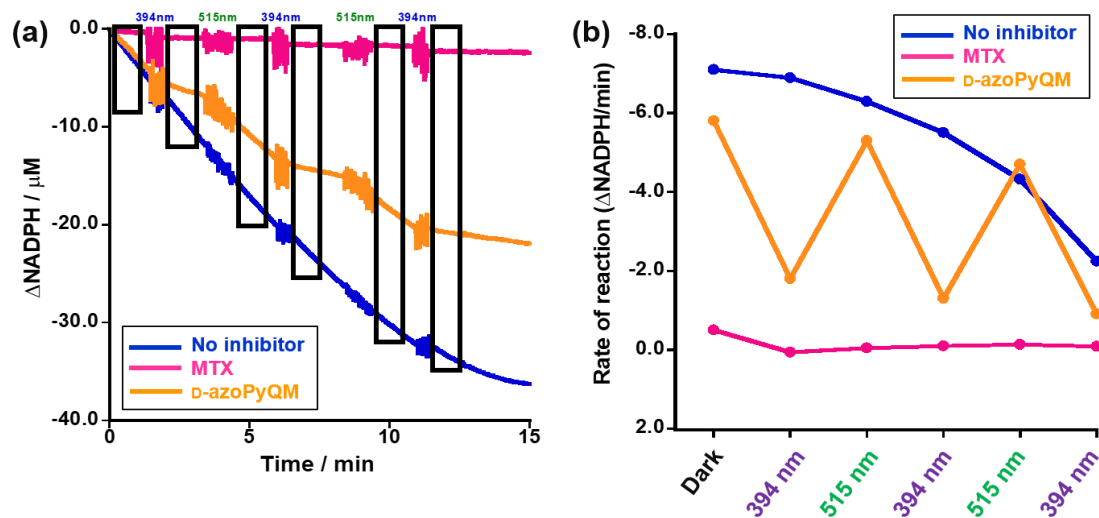 (a)
394nm 515nm 394nm 515nm 394nm
ΔNADPH / μM
0.0
-10.0
-20.0
-30.0
-40.0
No inhibitor
MTX
D-azoPyQM
0 5 10 15
Time / min
(b)
Rate of reaction (ΔNADPH/min)
-8.0
-6.0
-4.0
-2.0
0.0
2.0
No inhibitor
MTX
D-azoPyQM
Dark
394 nm
515 nm
394 nm
515 nm
394 nm